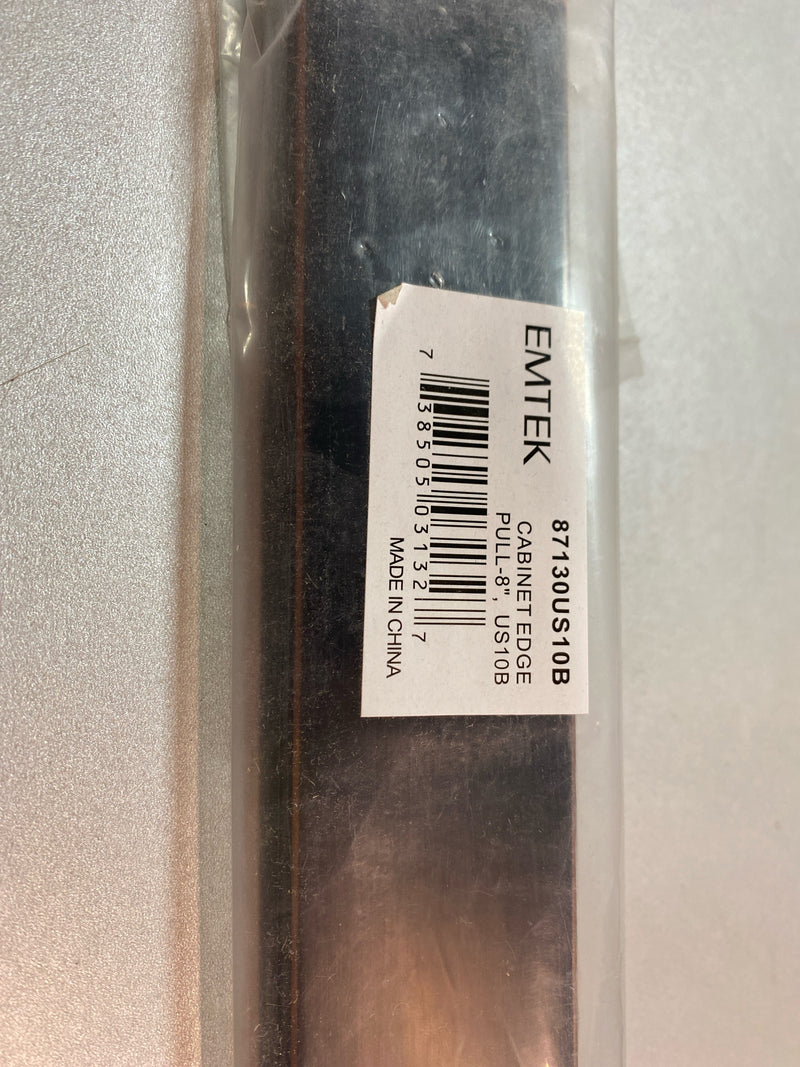 EMTEK
87130US10B
CABINET EDGE
PULL-8", US10B
7 38505 03132 7
MADE IN CHINA